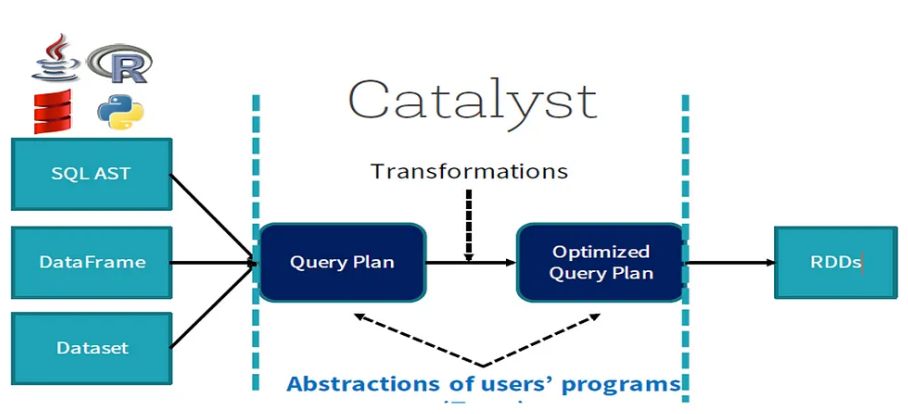 R
Catalyst
Transformations
SQL AST
DataFrame
Dataset
Query Plan
Optimized
Query Plan
RDDs
Abstractions of users' programs